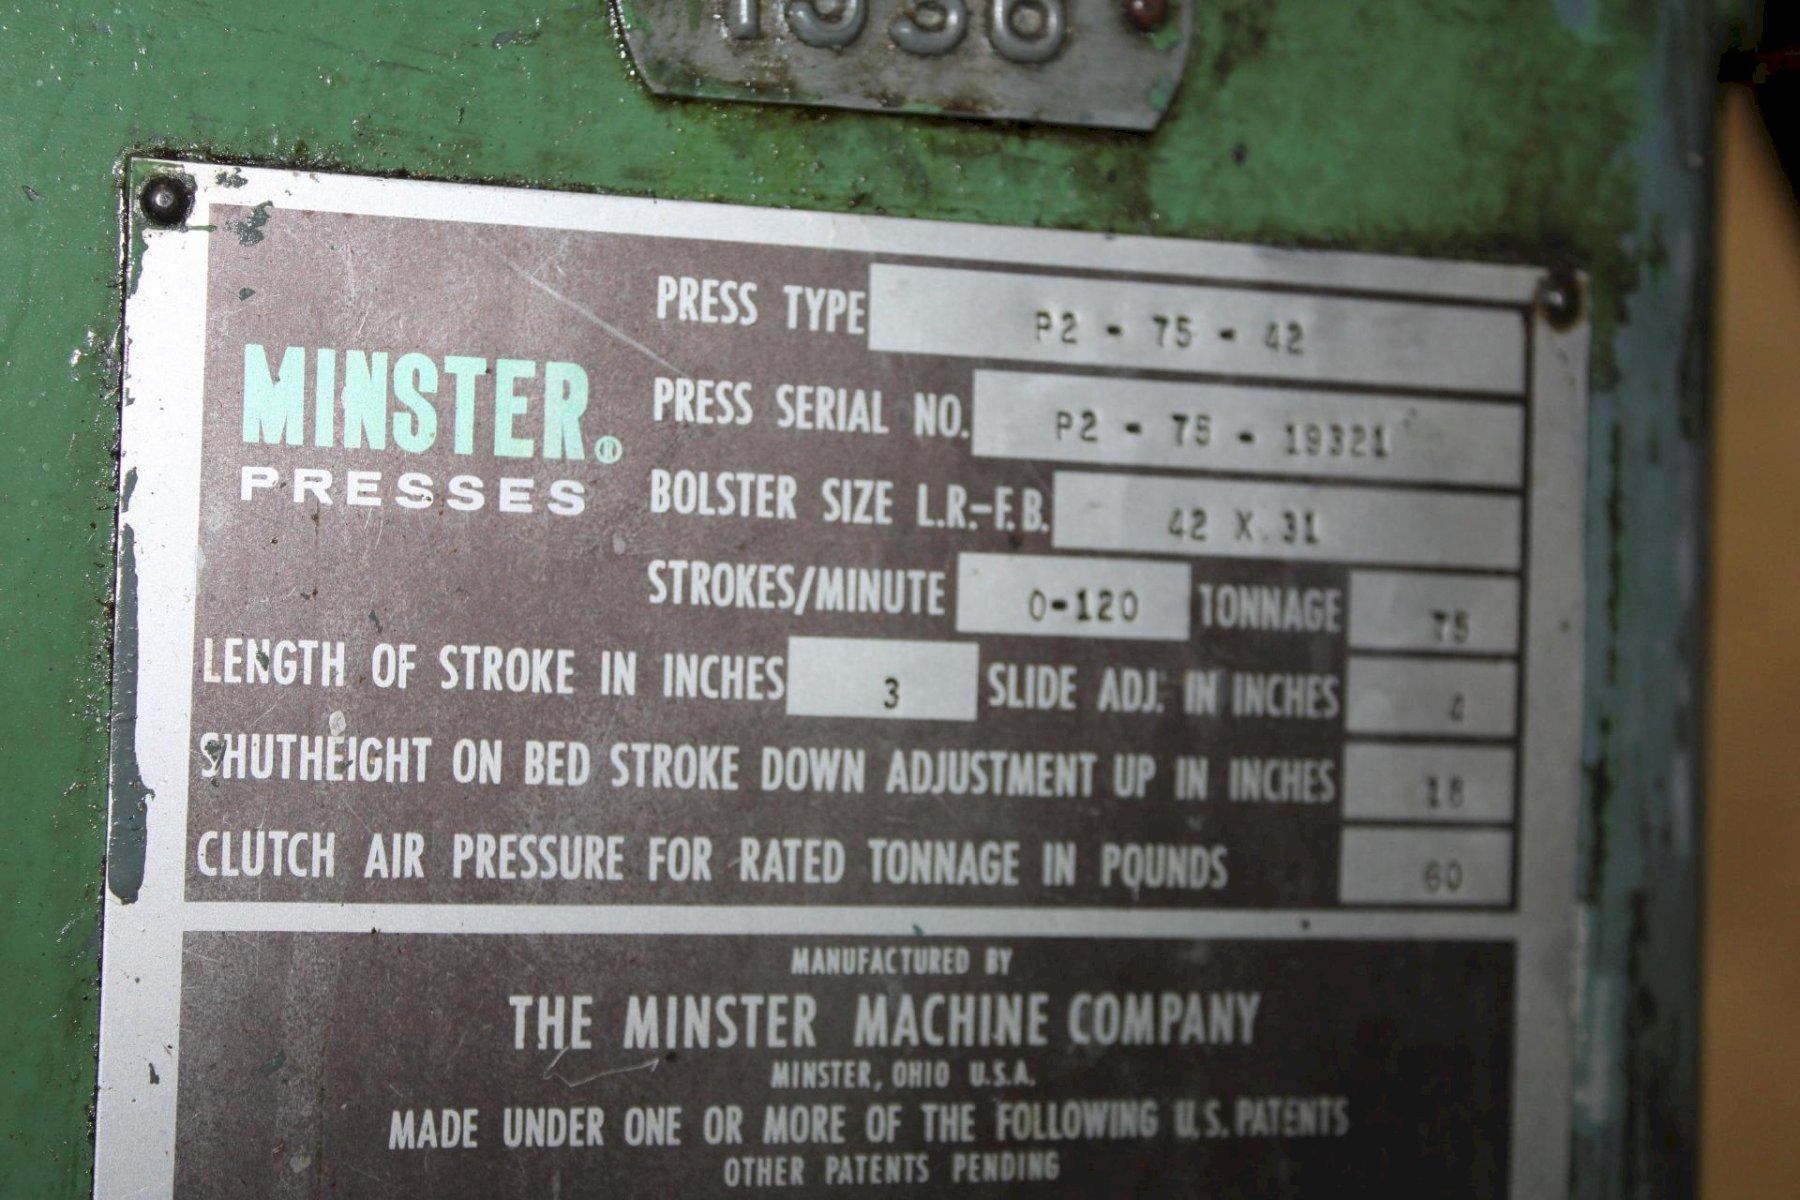 1936
PRESS TYPE P2 - 75 - 42
MINSTER®
PRESSES
PRESS SERIAL NO. P2 - 75 - 19321
BOLSTER SIZE L.R.-F.B. 42 X 31
STROKES/MINUTE 0-120 TONNAGE 75
LENGTH OF STROKE IN INCHES 3 SLIDE ADJ. IN INCHES 4
SHUTHEIGHT ON BED STROKE DOWN ADJUSTMENT UP IN INCHES
CLUTCH AIR PRESSURE FOR RATED TONNAGE IN POUNDS 60
MANUFACTURED BY
THE MINSTER MACHINE COMPANY
MINSTER, OHIO U.S.A.
MADE UNDER ONE OR MORE OF THE FOLLOWING U.S. PATENTS
OTHER PATENTS PENDING